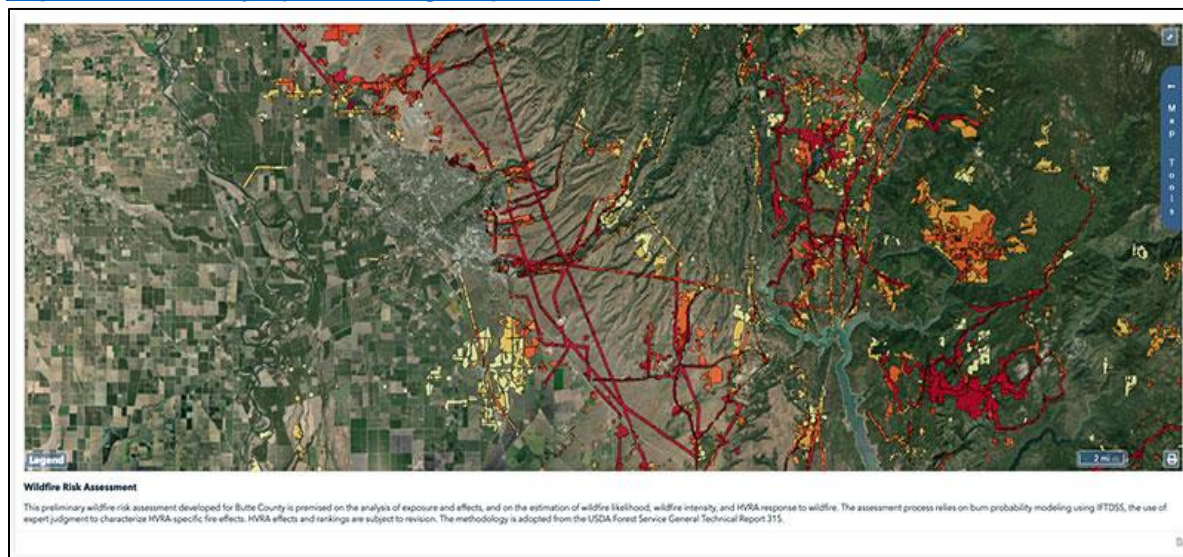 Map Tools
Legend
2 mi
Wildfire Risk Assessment
This preliminary wildfire risk assessment developed for Butte County is premised on the analysis of exposure and effects, and on the estimation of wildfire likelihood, wildfire intensity, and HVRA response to wildfire. The assessment process relies on burn probability modeling using IFTDSS, the use of
expert judgment to characterize HVRA-specific fire effects. HVRA effects and rankings are subject to revision. The methodology is adopted from the USDA Forest Service General Technical Report 315.